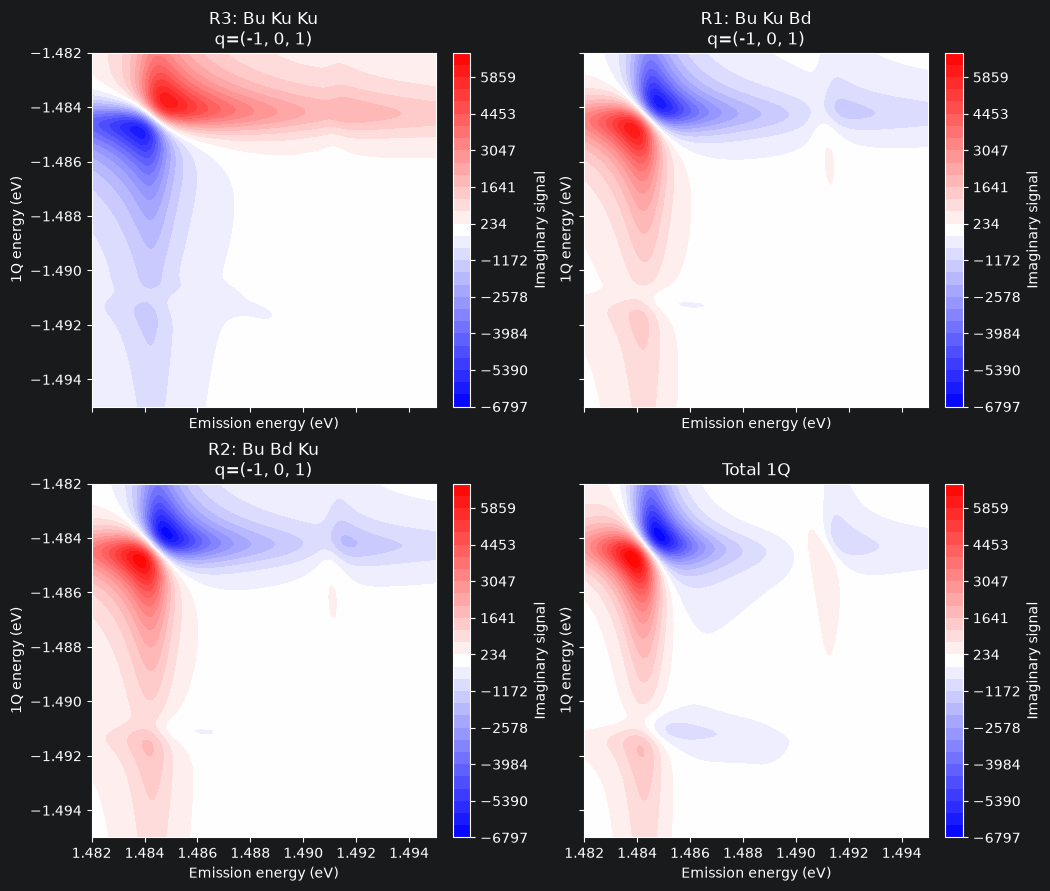 R3: Bu Ku Ku
q=(-1, 0, 1)
−1.482
−1.484
−1.486
−1.488
−1.490
−1.492
−1.494
1Q energy (eV)
Emission energy (eV)
5859
4453
3047
1641
234
−1172
−2578
−3984
−5390
−6797
Imaginary signal
R1: Bu Ku Bd
q=(-1, 0, 1)
1Q energy (eV)
Emission energy (eV)
5859
4453
3047
1641
234
−1172
−2578
−3984
−5390
−6797
Imaginary signal
R2: Bu Bd Ku
q=(-1, 0, 1)
−1.482
−1.484
−1.486
−1.488
−1.490
−1.492
−1.494
1Q energy (eV)
1.482 1.484 1.486 1.488 1.490 1.492 1.494
Emission energy (eV)
5859
4453
3047
1641
234
−1172
−2578
−3984
−5390
−6797
Imaginary signal
Total 1Q
1Q energy (eV)
1.482 1.484 1.486 1.488 1.490 1.492 1.494
Emission energy (eV)
5859
4453
3047
1641
234
−1172
−2578
−3984
−5390
−6797
Imaginary signal